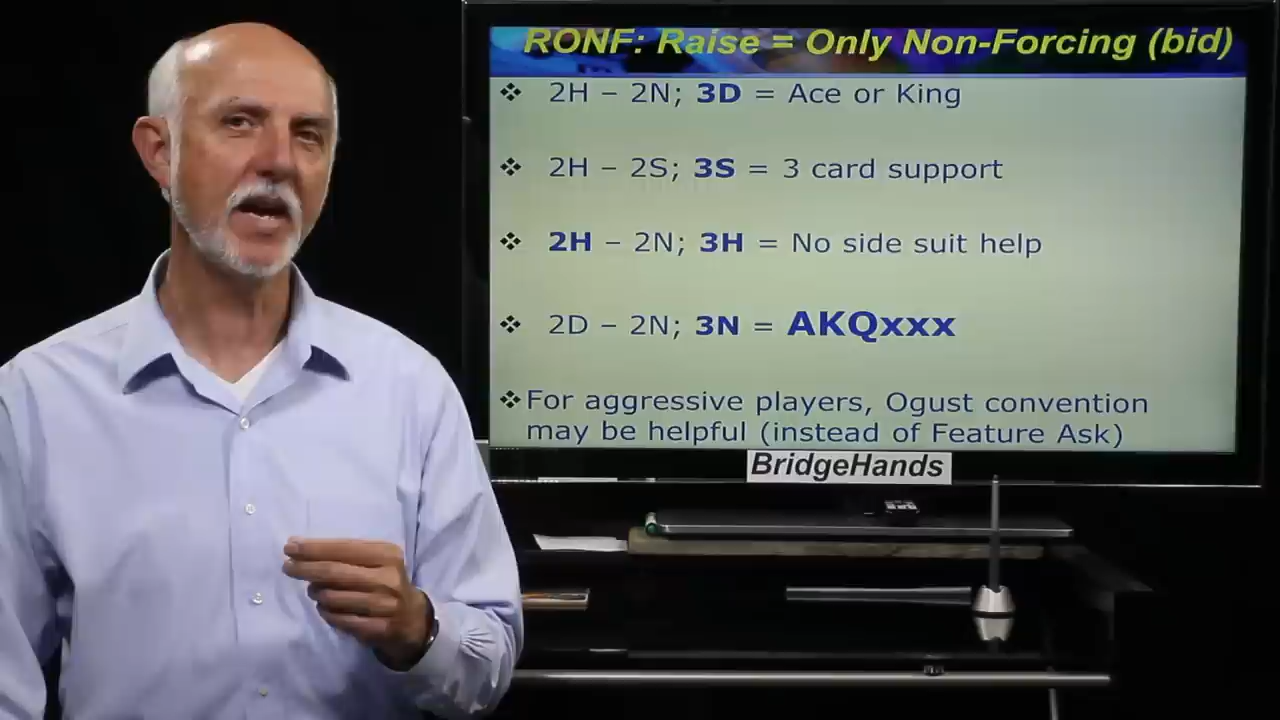 RONF: Raise = Only Non-Forcing (bid)
❖ 2H – 2N; 3D = Ace or King
❖ 2H – 2S; 3S = 3 card support
❖ 2H – 2N; 3H = No side suit help
❖ 2D – 2N; 3N = AKQxxx
❖ For aggressive players, Ogust convention
may be helpful (instead of Feature Ask)
BridgeHands